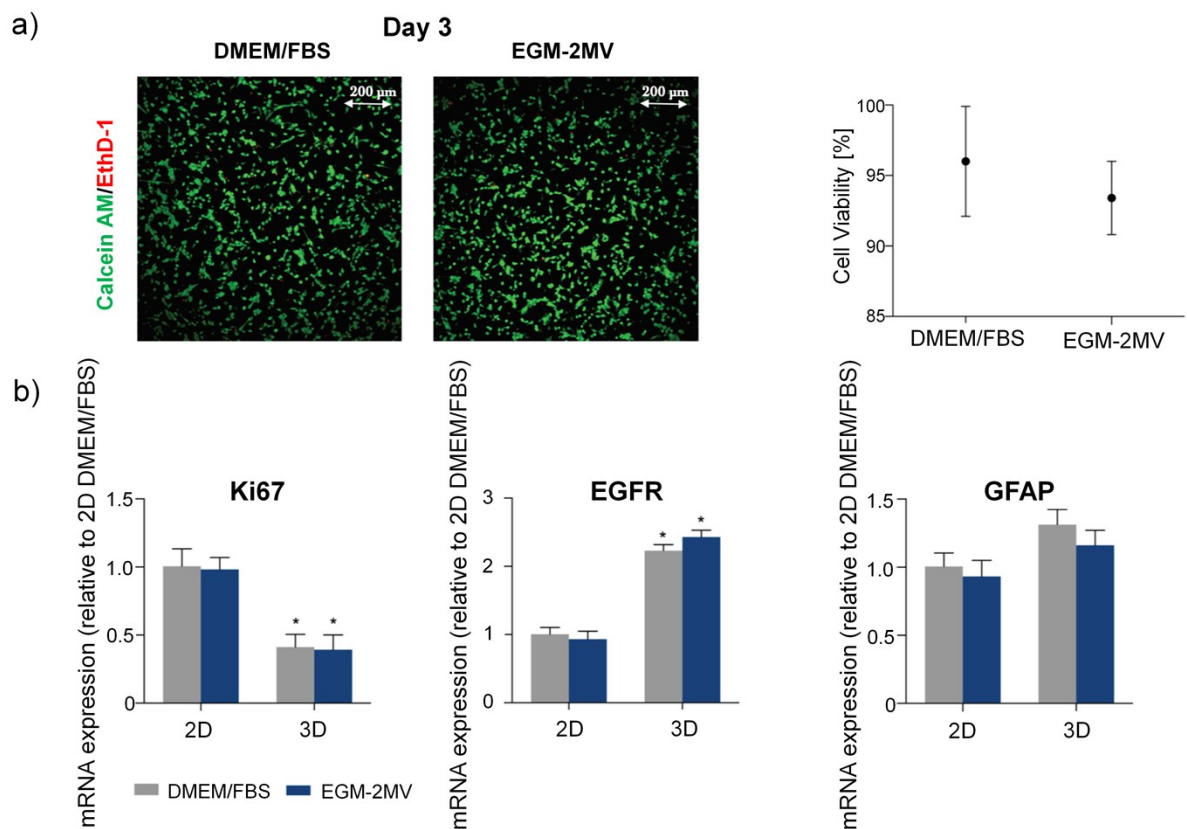 a)
Day 3
DMEM/FBS
EGM-2MV
Calcein AM/EthD-1
200 µm
200 µm
Cell Viability [%]
100
95
90
85
DMEM/FBS
EGM-2MV
b)
mRNA expression (relative to 2D DMEM/FBS)
Ki67
1.5
1.0
0.5
0
* *
2D
3D
mRNA expression (relative to 2D DMEM/FBS)
EGFR
3
2
1
0
* *
2D
3D
mRNA expression (relative to 2D DMEM/FBS)
GFAP
1.5
1.0
0.5
0
2D
3D
DMEM/FBS
EGM-2MV